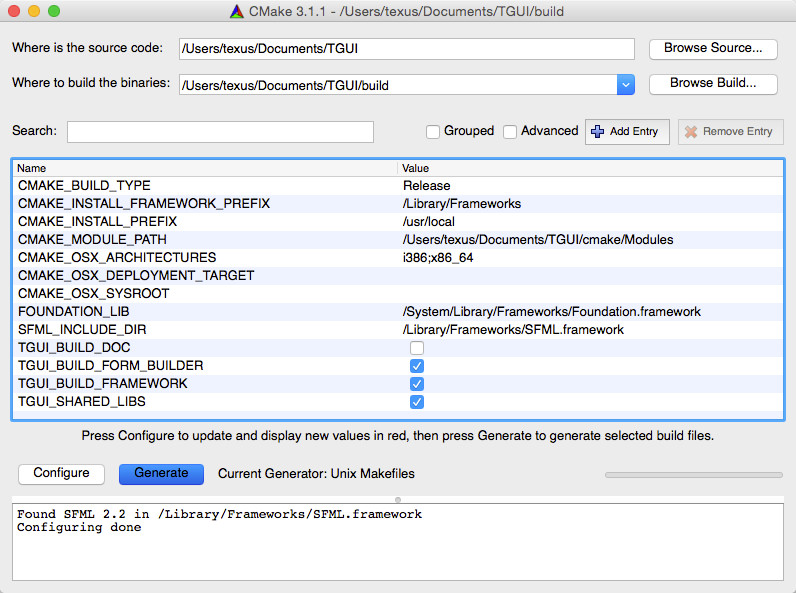 CMake 3.1.1 - /Users/texus/Documents/TGUI/build
Where is the source code: /Users/texus/Documents/TGUI Browse Source...
Where to build the binaries: /Users/texus/Documents/TGUI/build Browse Build...
Search: Grouped Advanced Add Entry Remove Entry
Name Value
CMAKE_BUILD_TYPE Release
CMAKE_INSTALL_FRAMEWORK_PREFIX /Library/Frameworks
CMAKE_INSTALL_PREFIX /usr/local
CMAKE_MODULE_PATH /Users/texus/Documents/TGUI/cmake/Modules
CMAKE_OSX_ARCHITECTURES i386;x86_64
CMAKE_OSX_DEPLOYMENT_TARGET
CMAKE_OSX_SYSROOT
FOUNDATION_LIB /System/Library/Frameworks/Foundation.framework
SFML_INCLUDE_DIR /Library/Frameworks/SFML.framework
TGUI_BUILD_DOC
TGUI_BUILD_FORM_BUILDER
TGUI_BUILD_FRAMEWORK
TGUI_SHARED_LIBS
Press Configure to update and display new values in red, then press Generate to generate selected build files.
Configure Generate Current Generator: Unix Makefiles
Found SFML 2.2 in /Library/Frameworks/SFML.framework
Configuring done